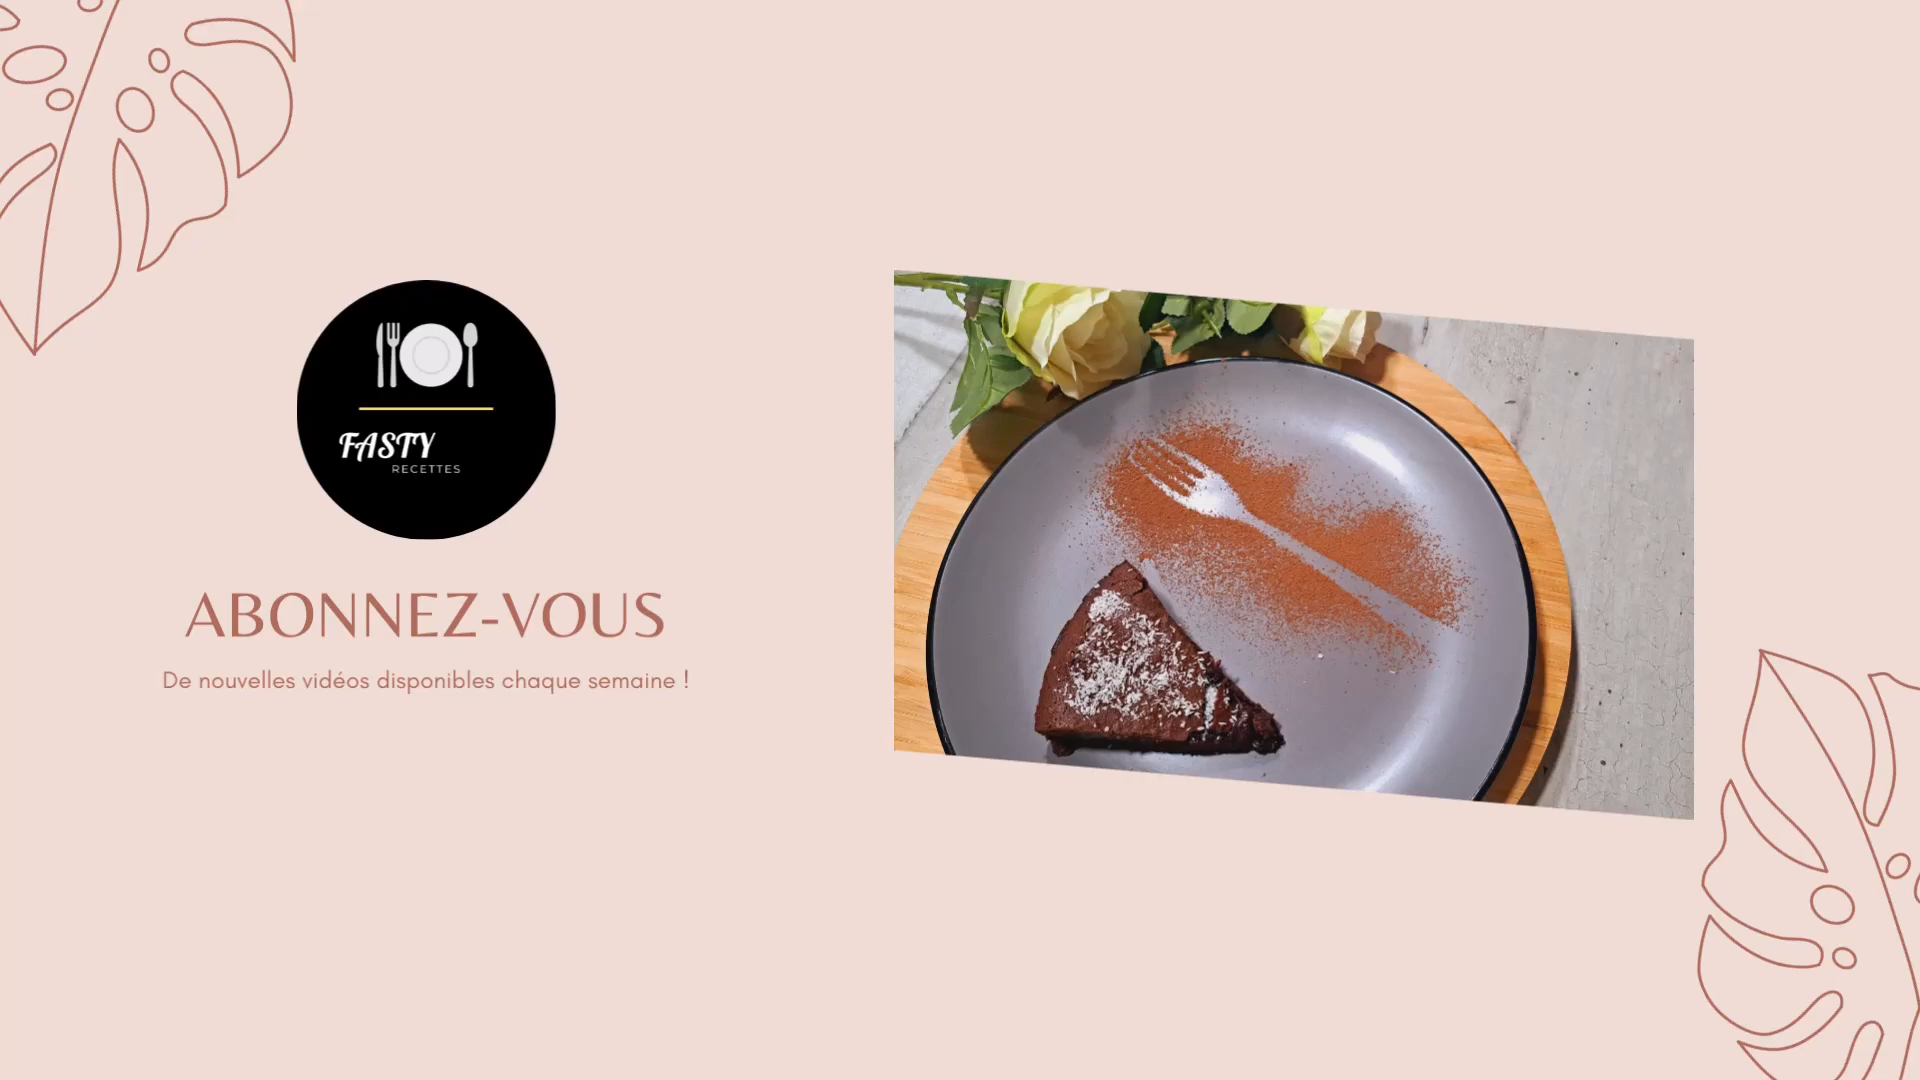 FASTY
RECETTES
ABONNEZ-VOUS
De nouvelles vidéos disponibles chaque semaine !